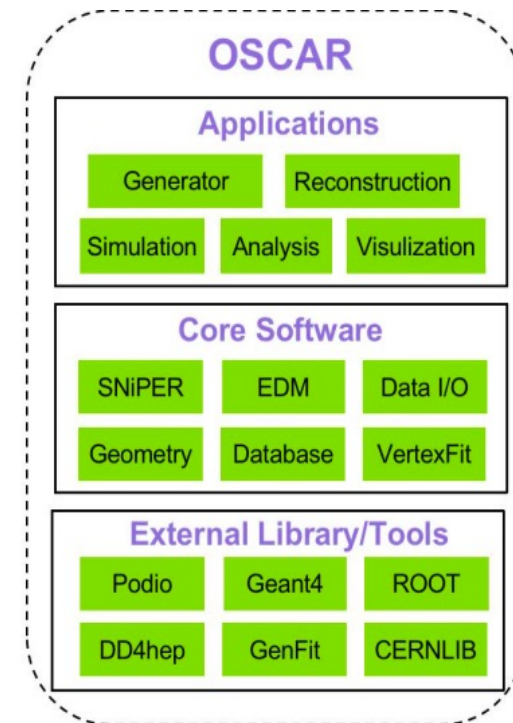 OSCAR
Applications
Generator Reconstruction
Simulation Analysis Visulization
Core Software
SNiPER EDM Data I/O
Geometry Database VertexFit
External Library/Tools
Podio Geant4 ROOT
DD4hep GenFit CERNLIB